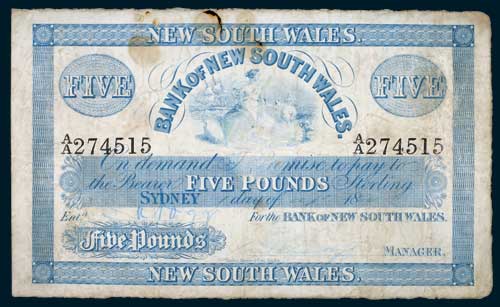 NEW SOUTH WALES.
BANK OF NEW SOUTH WALES.
FIVE FIVE
A/A 274515 A/A 274515
On demand I promise to pay to
the Bearer FIVE POUNDS Sterling
SYDNEY day of 18
Ent. For the BANK OF NEW SOUTH WALES.
Five Pounds
MANAGER.
NEW SOUTH WALES.